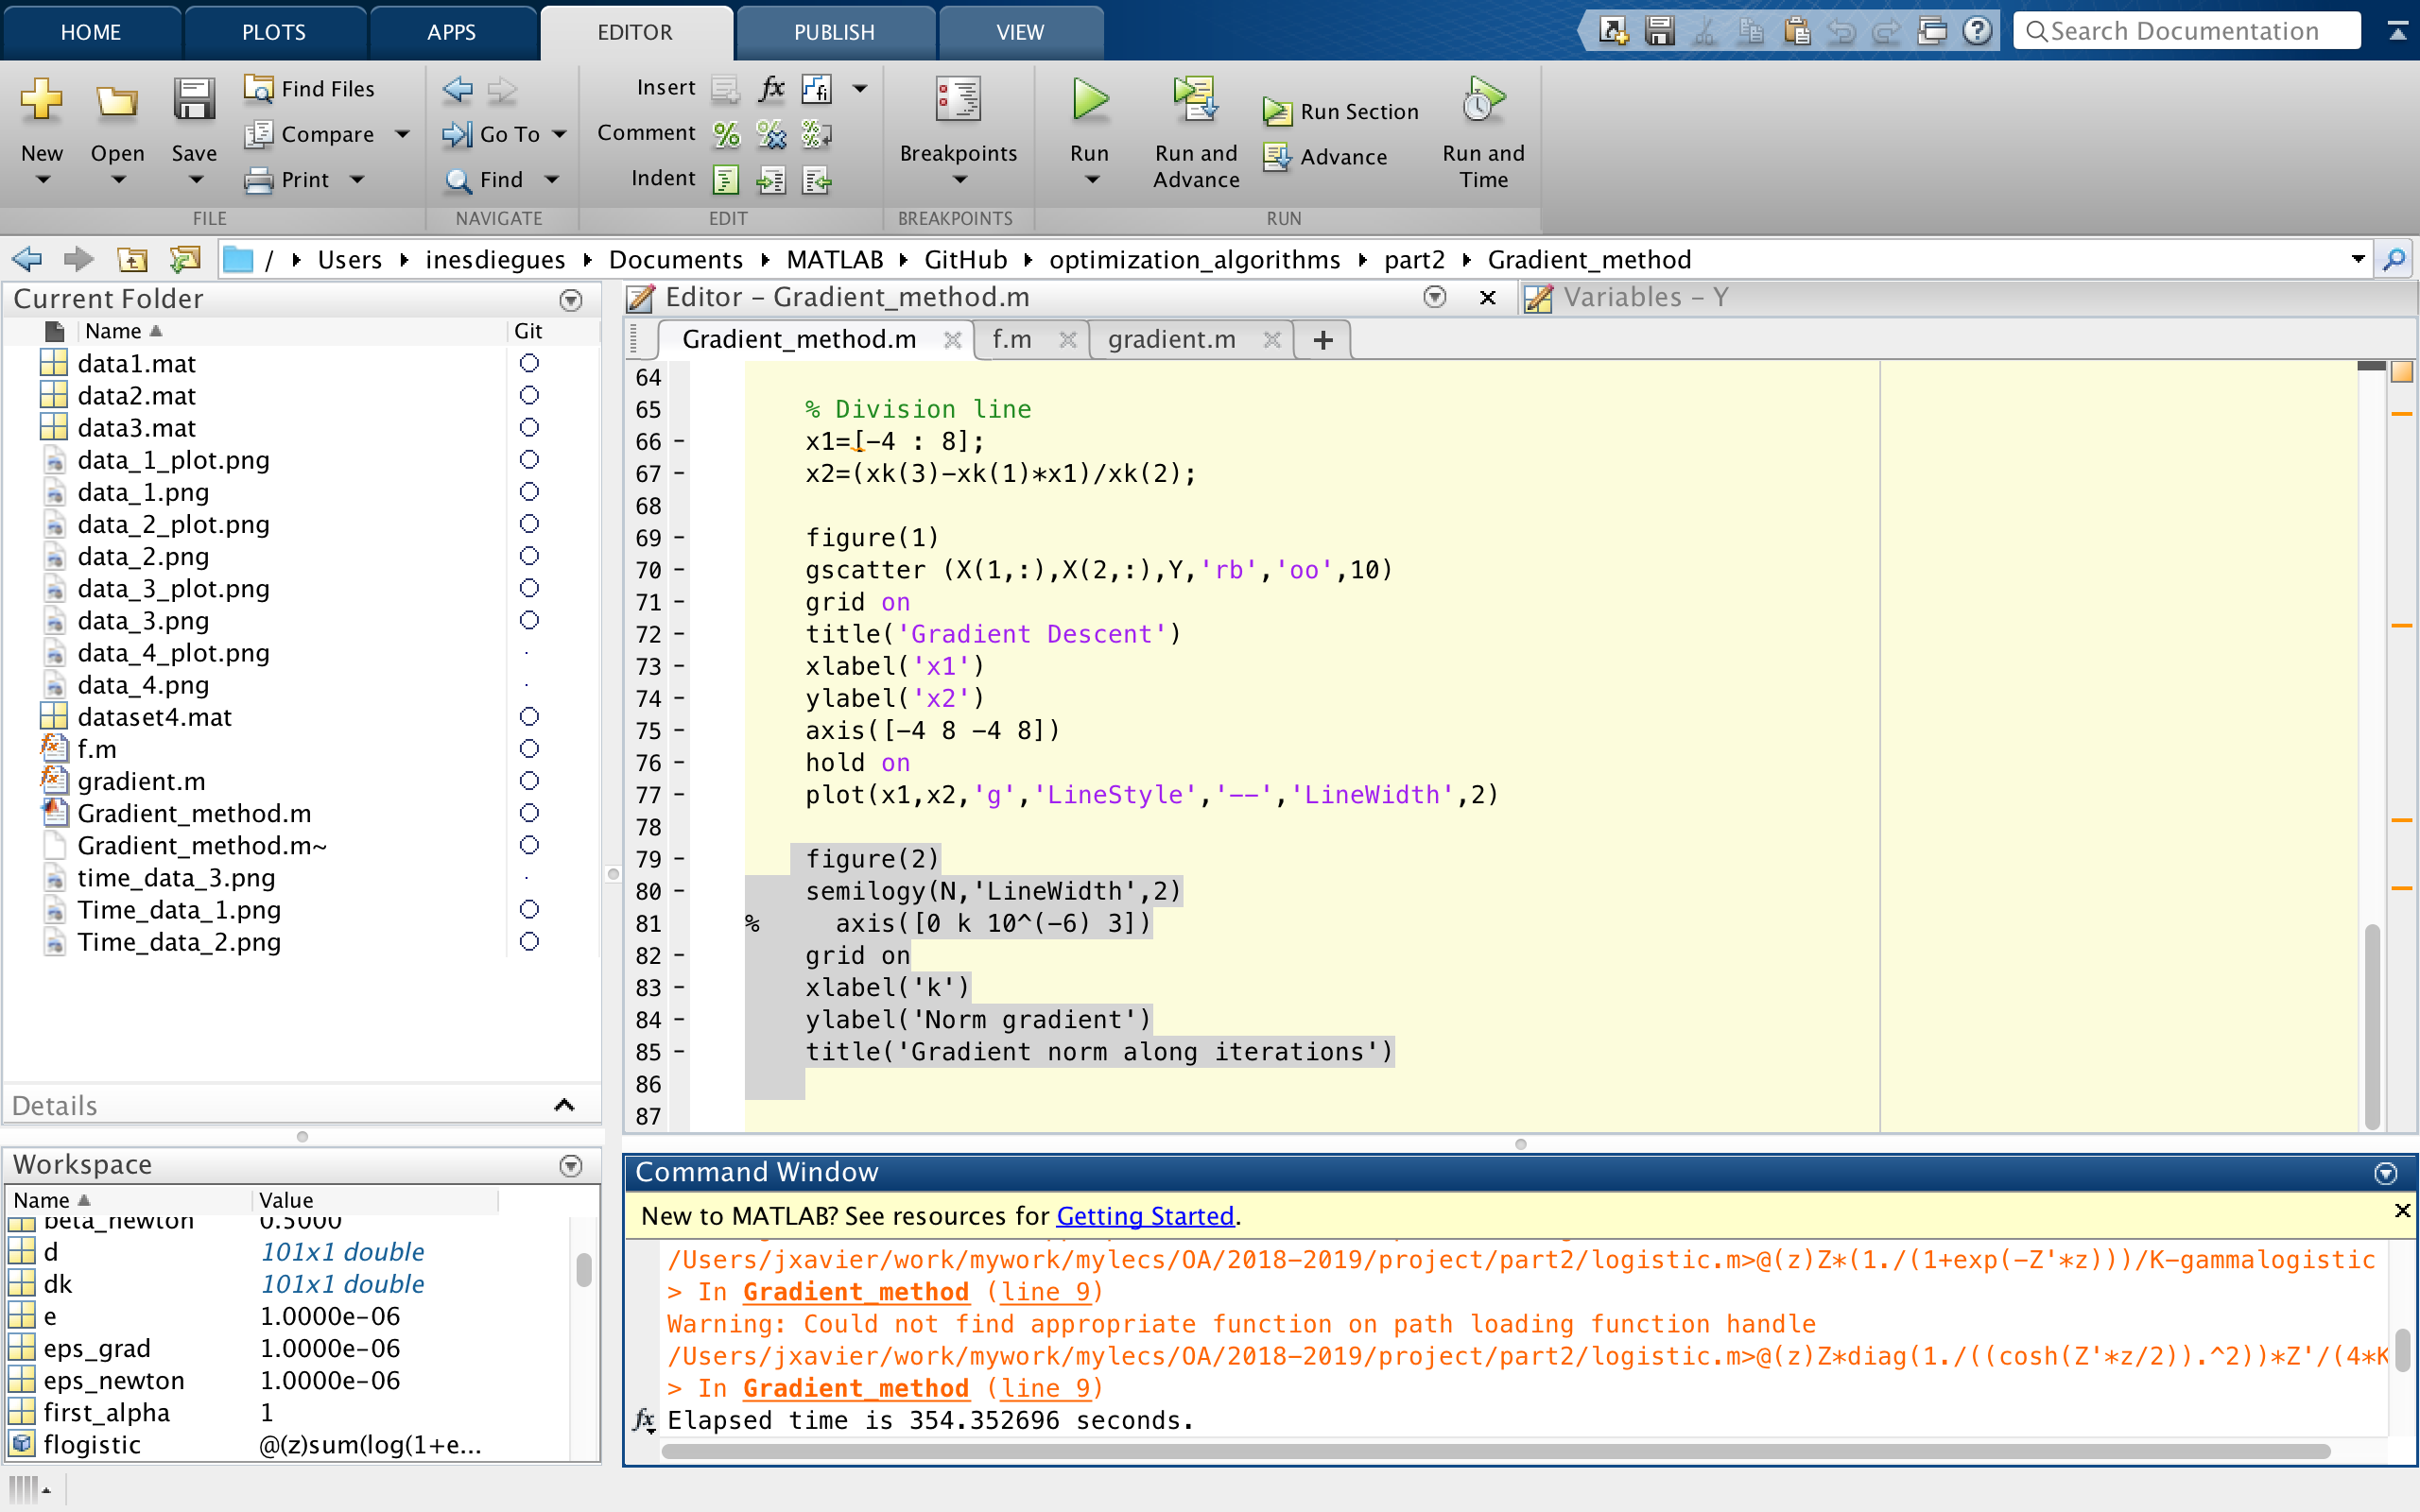 HOME PLOTS APPS EDITOR PUBLISH VIEW Search Documentation
New Open Save
Find Files
Compare
Print
Go To
Find
Insert fx fi
Comment
Indent
Breakpoints
Run
Run and Advance
Run Section
Advance
Run and Time
FILE NAVIGATE EDIT BREAKPOINTS RUN
/ Users inesdiegues Documents MATLAB GitHub optimization_algorithms part2 Gradient_method
Current Folder
Name Git
data1.mat
data2.mat
data3.mat
data_1_plot.png
data_1.png
data_2_plot.png
data_2.png
data_3_plot.png
data_3.png
data_4_plot.png
data_4.png
dataset4.mat
f.m
gradient.m
Gradient_method.m
Gradient_method.m~
time_data_3.png
Time_data_1.png
Time_data_2.png
Details
Workspace
Name Value
beta_newton 0.5000
d 101x1 double
dk 101x1 double
e 1.0000e-06
eps_grad 1.0000e-06
eps_newton 1.0000e-06
first_alpha 1
flogistic @(z)sum(log(1+e...
Editor - Gradient_method.m
Variables - Y
Gradient_method.m f.m gradient.m +
64
65 % Division line
66 - x1=[-4 : 8];
67 - x2=(xk(3)-xk(1)*x1)/xk(2);
68
69 - figure(1)
70 - gscatter (X(1,:),X(2,:),Y,'rb','oo',10)
71 - grid on
72 - title('Gradient Descent')
73 - xlabel('x1')
74 - ylabel('x2')
75 - axis([-4 8 -4 8])
76 - hold on
77 - plot(x1,x2,'g','LineStyle','--','LineWidth',2)
78
79 - figure(2)
80 - semilogy(N,'LineWidth',2)
81 % axis([0 k 10^(-6) 3])
82 - grid on
83 - xlabel('k')
84 - ylabel('Norm gradient')
85 - title('Gradient norm along iterations')
86
87
Command Window
New to MATLAB? See resources for Getting Started.
/Users/jxavier/work/mywork/mylecs/OA/2018-2019/project/part2/logistic.m>@(z)Z*(1./(1+exp(-Z'*z)))/K-gammalogistic
> In Gradient_method (line 9)
Warning: Could not find appropriate function on path loading function handle
/Users/jxavier/work/mywork/mylecs/OA/2018-2019/project/part2/logistic.m>@(z)Z*diag(1./((cosh(Z'*z/2)).^2))*Z'/(4*K
> In Gradient_method (line 9)
fx Elapsed time is 354.352696 seconds.